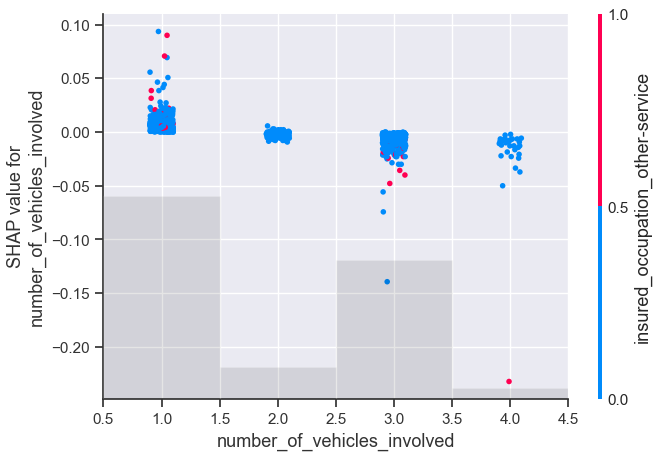 0.10
0.05
0.00
−0.05
−0.10
−0.15
−0.20
SHAP value for
number_of_vehicles_involved
0.5 1.0 1.5 2.0 2.5 3.0 3.5 4.0 4.5
number_of_vehicles_involved
1.0
0.5
0.0
insured_occupation_other-service